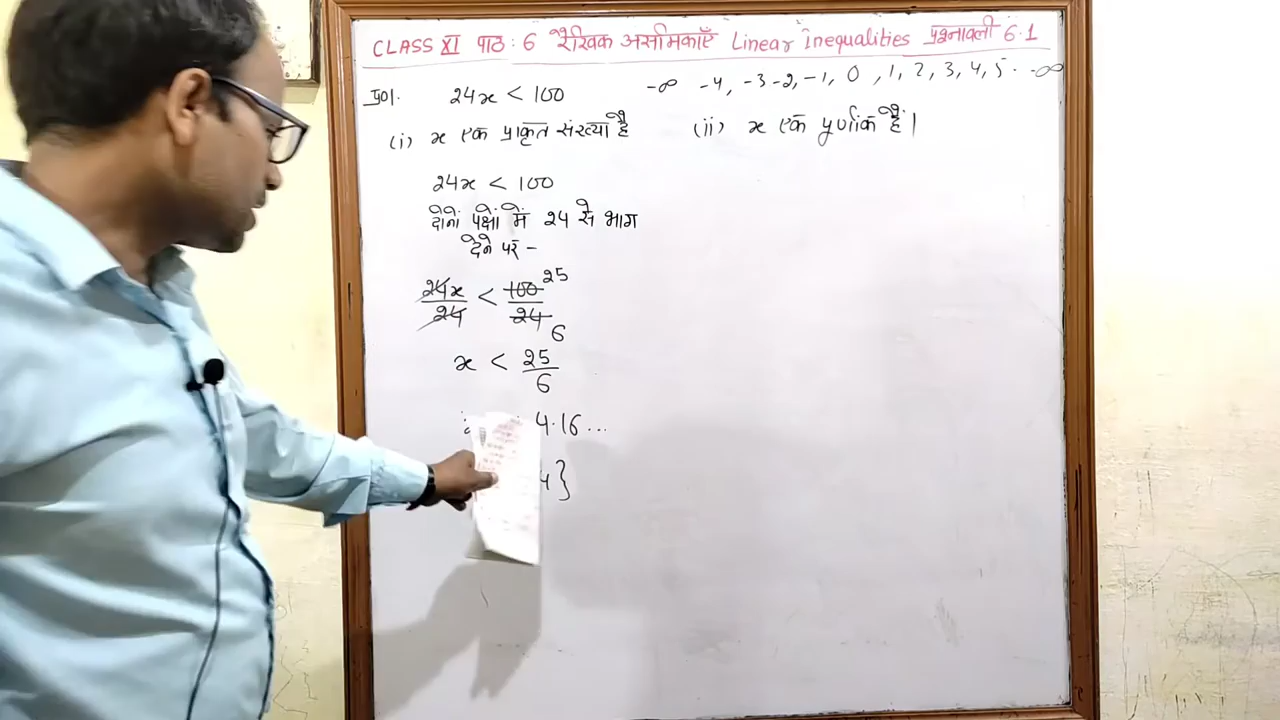 CLASS XI पाठ : 6 रैखिक असमिकाएँ Linear Inequalities प्रश्नावली 6.1
प्र01. 24x < 100
-∞ -4, -3 -2, -1, 0 , 1, 2, 3, 4, 5 . . -∞
(i) x एक प्राकृत संख्या है
(ii) x एक पूर्णांक है।
24x < 100
दोनों पक्षों में 24 से भाग
देने पर -
24x/24 < 100/24 25 6
x < 25/6
4.16...
4}